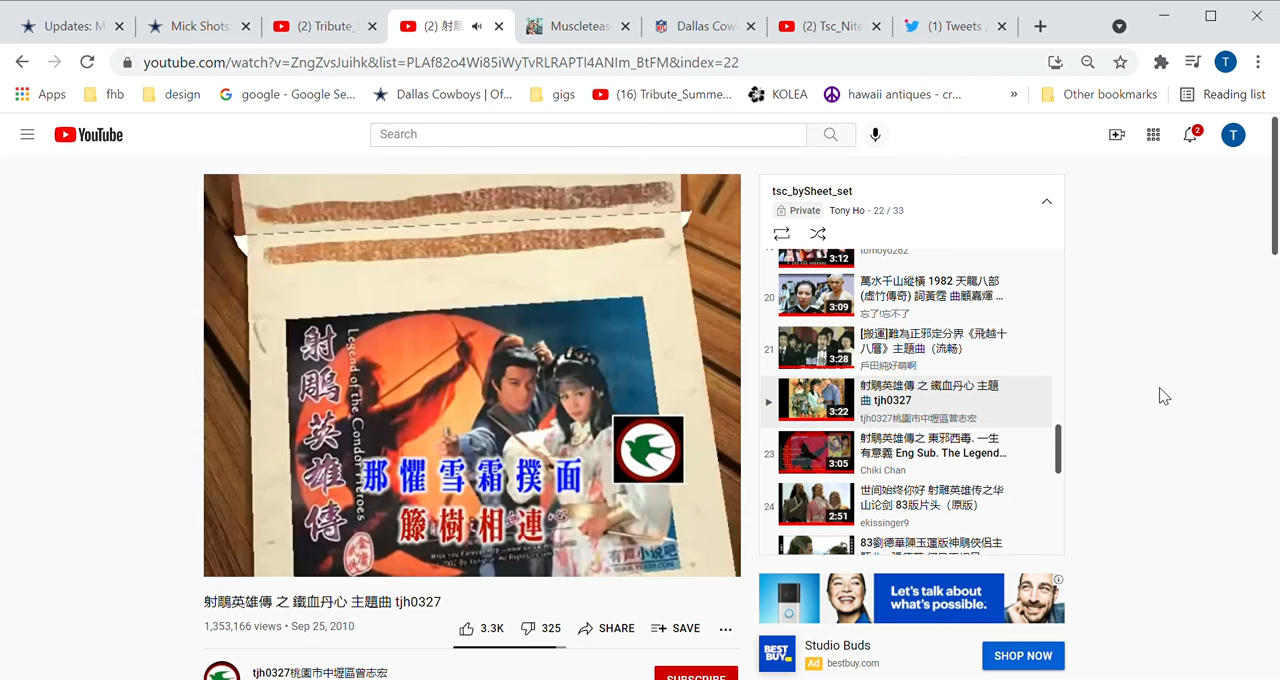 Updates: M
Mick Shots:
(2) Tribute_
(2) 射鵰
Muscletease
Dallas Cow
(2) Tsc_Nite
(1) Tweets /
youtube.com/watch?v=ZngZvsJuihk&list=PLAf82o4Wi85iWyTvRLRAPTI4ANIm_BtFM&index=22
T
Apps
fhb
design
google - Google Se...
Dallas Cowboys | Of...
gigs
(16) Tribute_Summe...
KOLEA
hawaii antiques - cr...
»
Other bookmarks
Reading list
YouTube
Search
2
T
射鵰英雄傳
Legend of the Condor Heroes
那懼雪霜撲面
籐樹相連
有声小说吧
射鵰英雄傳 之 鐵血丹心 主題曲 tjh0327
1,353,166 views • Sep 25, 2010
3.3K
325
SHARE
SAVE
tjh0327桃園市中壢區曾志宏
SUBSCRIBE
tsc_bySheet_set
Private
Tony Ho - 22 / 33
3:12
tomoyo262
20
3:09
萬水千山縱橫 1982 天龍八部
(虛竹傳奇) 詞黃霑 曲顧嘉煇 ...
忘了!忘不了
21
3:28
[搬運]難為正邪定分界《飛越十
八層》主題曲（流暢）
戶田純好萌啊
3:22
射鵰英雄傳 之 鐵血丹心 主題
曲 tjh0327
tjh0327桃園市中壢區曾志宏
23
3:05
射鵰英雄傳之 東邪西毒. 一生
有意義 Eng Sub. The Legend...
Chiki Chan
24
2:51
世间始终你好 射雕英雄传之华
山论剑 83版片头（原版）
ekissinger9
83劉德華陳玉蓮版神鵰俠侶主
Let's talk about
what's possible.
BEST
BUY
Studio Buds
Ad
bestbuy.com
SHOP NOW